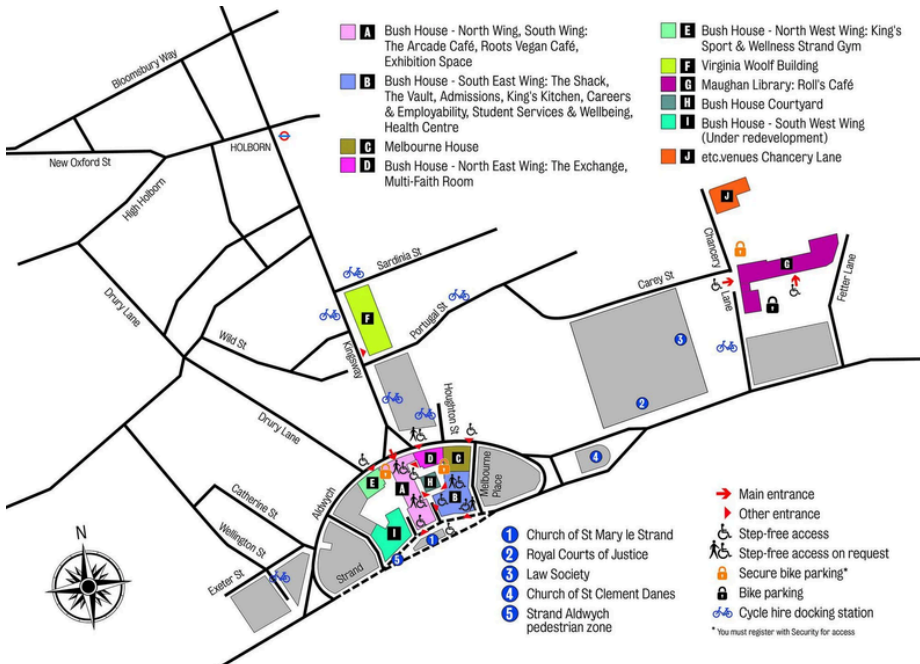 A Bush House - North Wing, South Wing:
The Arcade Café, Roots Vegan Café,
Exhibition Space
B Bush House - South East Wing: The Shack,
The Vault, Admissions, King's Kitchen, Careers
& Employability, Student Services & Wellbeing,
Health Centre
C Melbourne House
D Bush House - North East Wing: The Exchange,
Multi-Faith Room
E Bush House - North West Wing: King's
Sport & Wellness Strand Gym
F Virginia Woolf Building
G Maughan Library: Roll's Café
H Bush House Courtyard
I Bush House - South West Wing
(Under redevelopment)
J etc.venues Chancery Lane
Bloomsbury Way
New Oxford St
HOLBORN
High Holborn
Drury Lane
Wild St
Sardinia St
Kingsway
Portugal St
F
Carey St
Chancery
Lane
J
G
Fetter Lane
3
2
4
Houghton St
Drury Lane
Aldwych
Melbourne
Place
D
C
E
A
H
B
I
1
5
Strand
Catherine St
Wellington St
Exeter St
N
1 Church of St Mary le Strand
2 Royal Courts of Justice
3 Law Society
4 Church of St Clement Danes
5 Strand Aldwych
pedestrian zone
Main entrance
Other entrance
Step-free access
Step-free access on request
Secure bike parking*
Bike parking
Cycle hire docking station
* You must register with Security for access